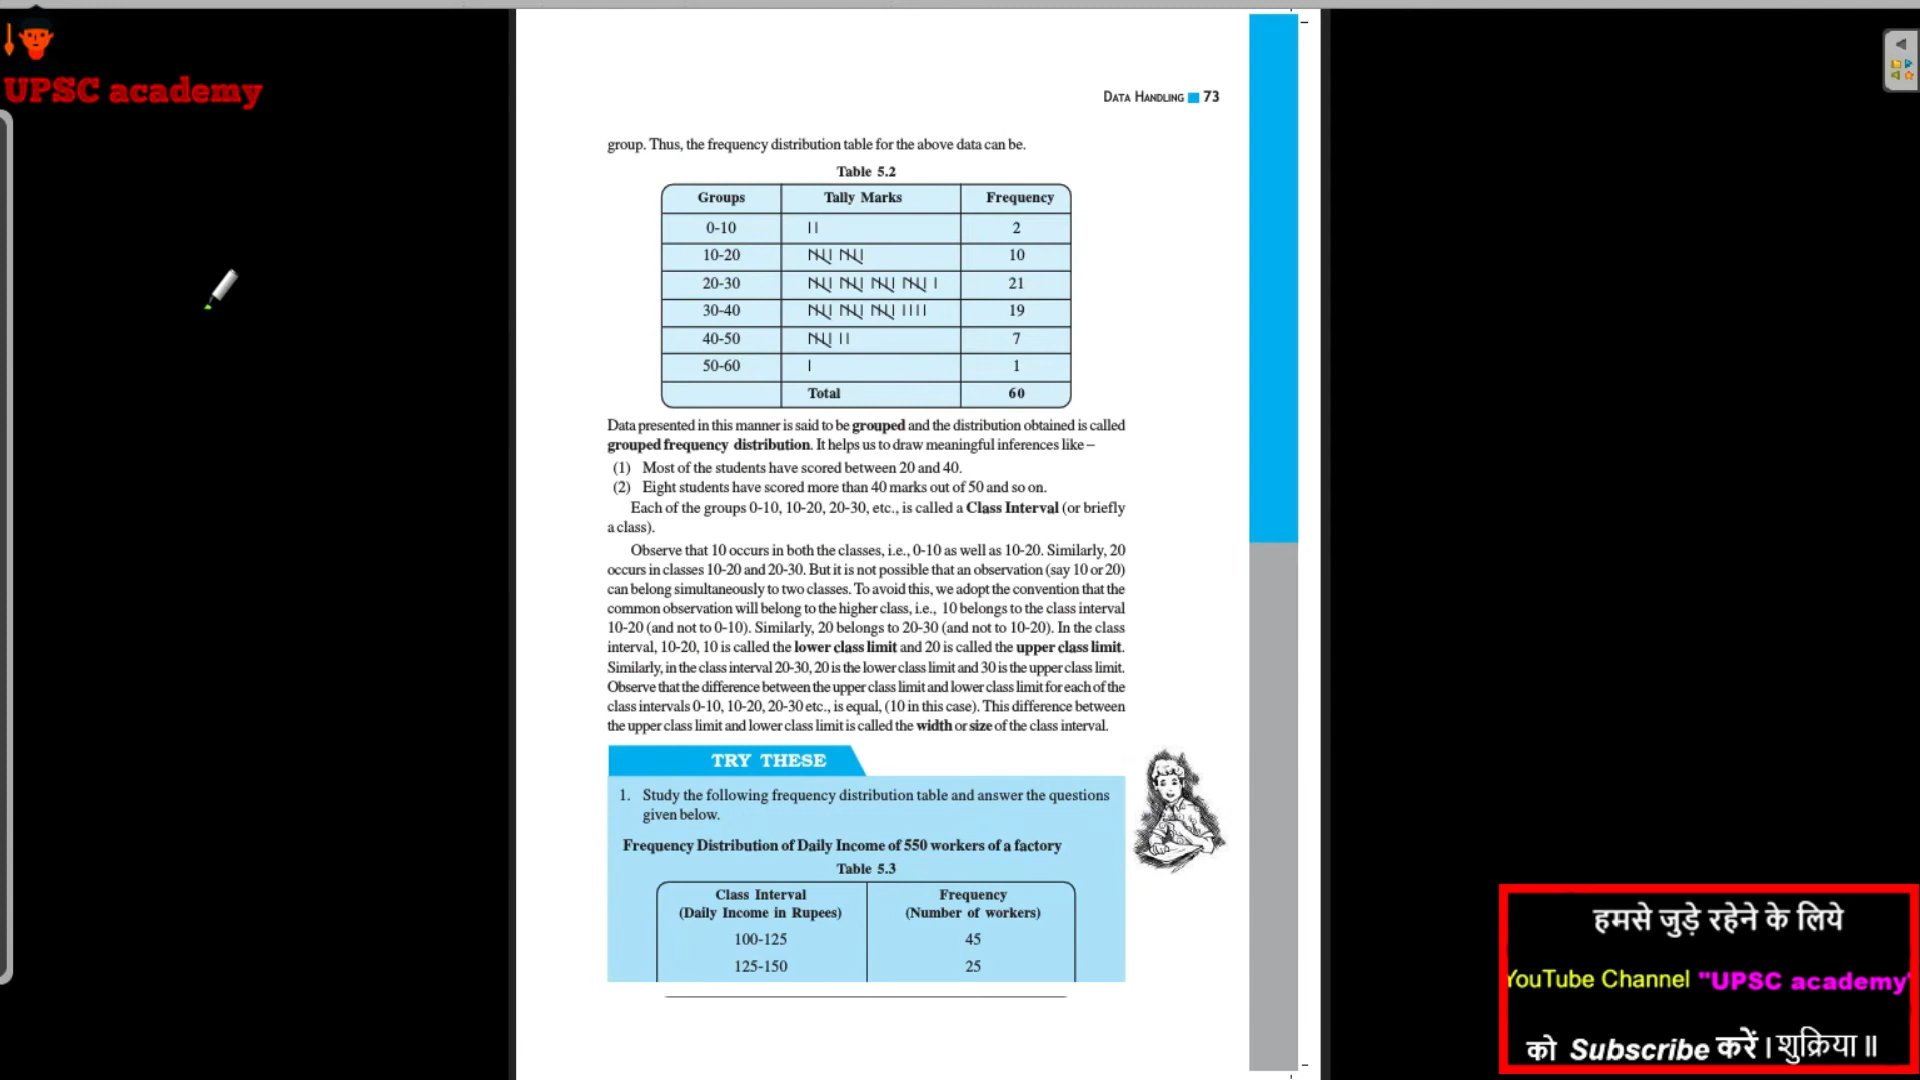 UPSC academy
DATA HANDLING 73
group. Thus, the frequency distribution table for the above data can be.
Table 5.2
Groups Tally Marks Frequency
0-10 2
10-20 10
20-30 21
30-40 19
40-50 7
50-60 1
Total 60
Data presented in this manner is said to be grouped and the distribution obtained is called
grouped frequency distribution. It helps us to draw meaningful inferences like –
(1) Most of the students have scored between 20 and 40.
(2) Eight students have scored more than 40 marks out of 50 and so on.
Each of the groups 0-10, 10-20, 20-30, etc., is called a Class Interval (or briefly
a class).
Observe that 10 occurs in both the classes, i.e., 0-10 as well as 10-20. Similarly, 20
occurs in classes 10-20 and 20-30. But it is not possible that an observation (say 10 or 20)
can belong simultaneously to two classes. To avoid this, we adopt the convention that the
common observation will belong to the higher class, i.e., 10 belongs to the class interval
10-20 (and not to 0-10). Similarly, 20 belongs to 20-30 (and not to 10-20). In the class
interval, 10-20, 10 is called the lower class limit and 20 is called the upper class limit.
Similarly, in the class interval 20-30, 20 is the lower class limit and 30 is the upper class limit.
Observe that the difference between the upper class limit and lower class limit for each of the
class intervals 0-10, 10-20, 20-30 etc., is equal, (10 in this case). This difference between
the upper class limit and lower class limit is called the width or size of the class interval.
TRY THESE
1. Study the following frequency distribution table and answer the questions
given below.
Frequency Distribution of Daily Income of 550 workers of a factory
Table 5.3
Class Interval Frequency
(Daily Income in Rupees) (Number of workers)
100-125 45
125-150 25
हमसे जुड़े रहेने के लिये
YouTube Channel "UPSC academy"
को Subscribe करें। शुक्रिया॥